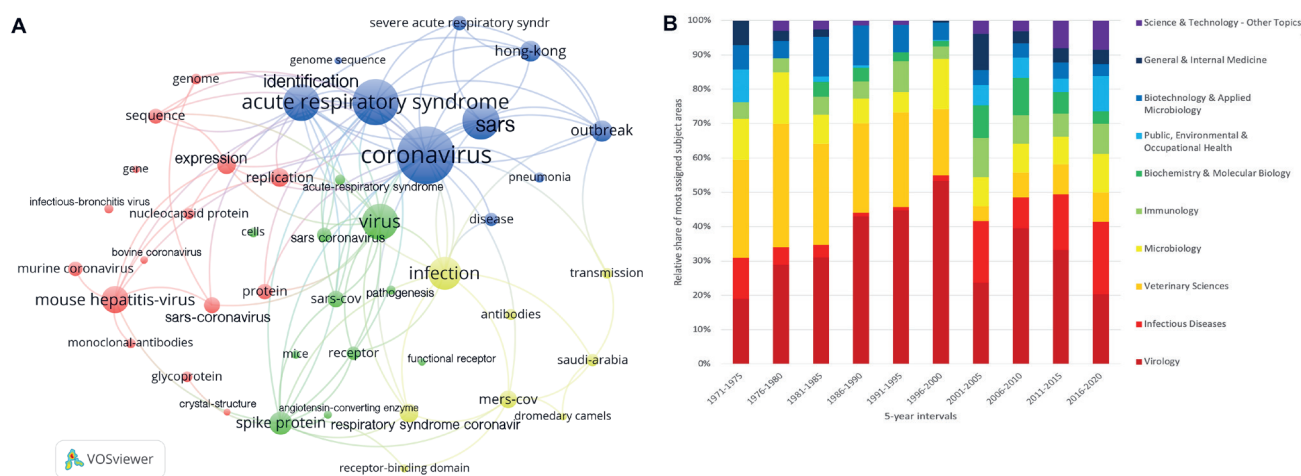 A
severe acute respiratory syndr
hong-kong
genome sequence
genome
identification
acute respiratory syndrome
sequence
sars
outbreak
coronavirus
expression
gene
replication
acute-respiratory syndrome
pneumonia
infectious-bronchitis virus
nucleocapsid protein
virus
disease
cells
sars coronavirus
bovine coronavirus
murine coronavirus
infection
transmission
protein
pathogenesis
mouse hepatitis-virus
sars-cov
sars-coronavirus
antibodies
monoclonal-antibodies
mice
receptor
functional receptor
saudi-arabia
glycoprotein
mers-cov
crystal-structure
angiotensin-converting enzyme
dromedary camels
spike protein
respiratory syndrome coronavir
receptor-binding domain
VOSviewer
B
Relative share of most assigned subject areas
100%
90%
80%
70%
60%
50%
40%
30%
20%
10%
0%
1971-1975
1976-1980
1981-1985
1986-1990
1991-1995
1996-2000
2001-2005
2006-2010
2011-2015
2016-2020
5-year intervals
Science & Technology - Other Topics
General & Internal Medicine
Biotechnology & Applied
Microbiology
Public, Environmental &
Occupational Health
Biochemistry & Molecular Biology
Immunology
Microbiology
Veterinary Sciences
Infectious Diseases
Virology